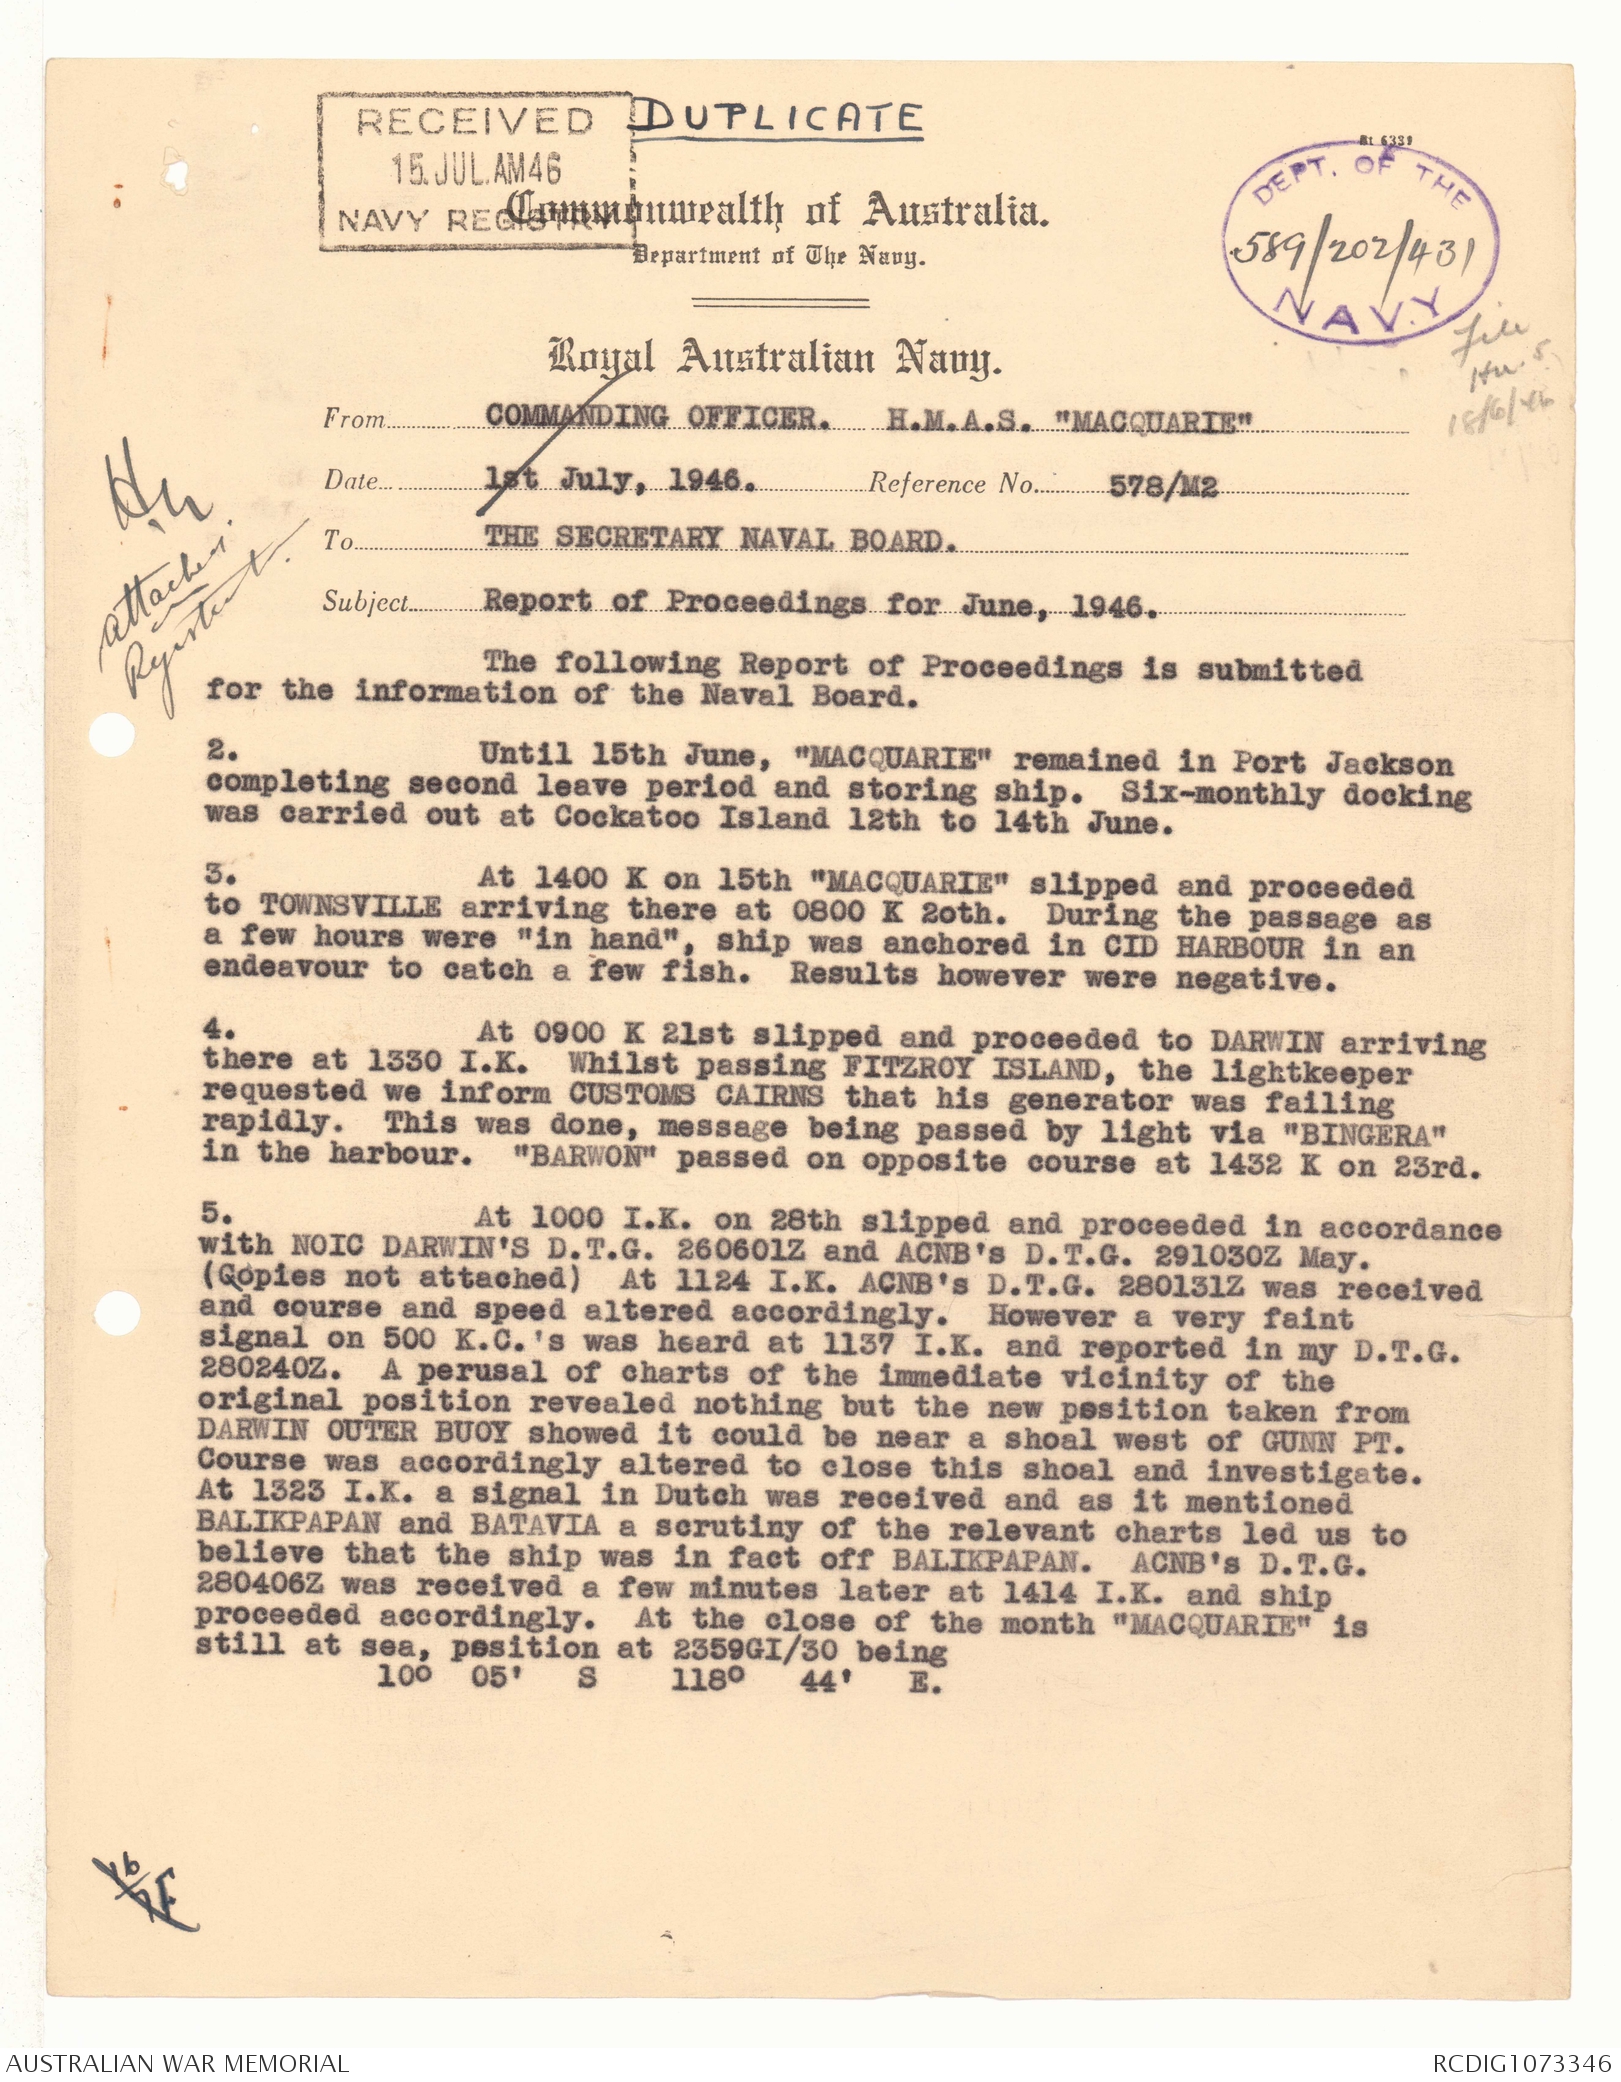 RECEIVED
15.JUL.AM46
NAVY REGISTRY
DUPLICATE
DEPT. OF THE
589/202/431
NAVY
Commonwealth of Australia.
Department of The Navy.
File
18/6/46
Royal Australian Navy.
From COMMANDING OFFICER. H.M.A.S. "MACQUARIE"
Date 1st July, 1946. Reference No. 578/M2
To THE SECRETARY NAVAL BOARD.
Subject Report of Proceedings for June, 1946.
The following Report of Proceedings is submitted
for the information of the Naval Board.
2. Until 15th June, "MACQUARIE" remained in Port Jackson
completing second leave period and storing ship. Six-monthly docking
was carried out at Cockatoo Island 12th to 14th June.
3. At 1400 K on 15th "MACQUARIE" slipped and proceeded
to TOWNSVILLE arriving there at 0800 K 20th. During the passage as
a few hours were "in hand", ship was anchored in CID HARBOUR in an
endeavour to catch a few fish. Results however were negative.
4. At 0900 K 21st slipped and proceeded to DARWIN arriving
there at 1330 I.K. Whilst passing FITZROY ISLAND, the lightkeeper
requested we inform CUSTOMS CAIRNS that his generator was failing
rapidly. This was done, message being passed by light via "BINGERA"
in the harbour. "BARWON" passed on opposite course at 1432 K on 23rd.
5. At 1000 I.K. on 28th slipped and proceeded in accordance
with NOIC DARWIN'S D.T.G. 260601Z and ACNB's D.T.G. 291030Z May.
(Copies not attached) At 1124 I.K. ACNB's D.T.G. 280131Z was received
and course and speed altered accordingly. However a very faint
signal on 500 K.C.'s was heard at 1137 I.K. and reported in my D.T.G.
280240Z. A perusal of charts of the immediate vicinity of the
original position revealed nothing but the new position taken from
DARWIN OUTER BUOY showed it could be near a shoal west of GUNN PT.
Course was accordingly altered to close this shoal and investigate.
At 1323 I.K. a signal in Dutch was received and as it mentioned
BALIKPAPAN and BATAVIA a scrutiny of the relevant charts led us to
believe that the ship was in fact off BALIKPAPAN. ACNB's D.T.G.
280406Z was received a few minutes later at 1414 I.K. and ship
proceeded accordingly. At the close of the month "MACQUARIE" is
still at sea, position at 2359GI/30 being
10° 05' S 118° 44' E.
AUSTRALIAN WAR MEMORIAL
RCDIG1073346